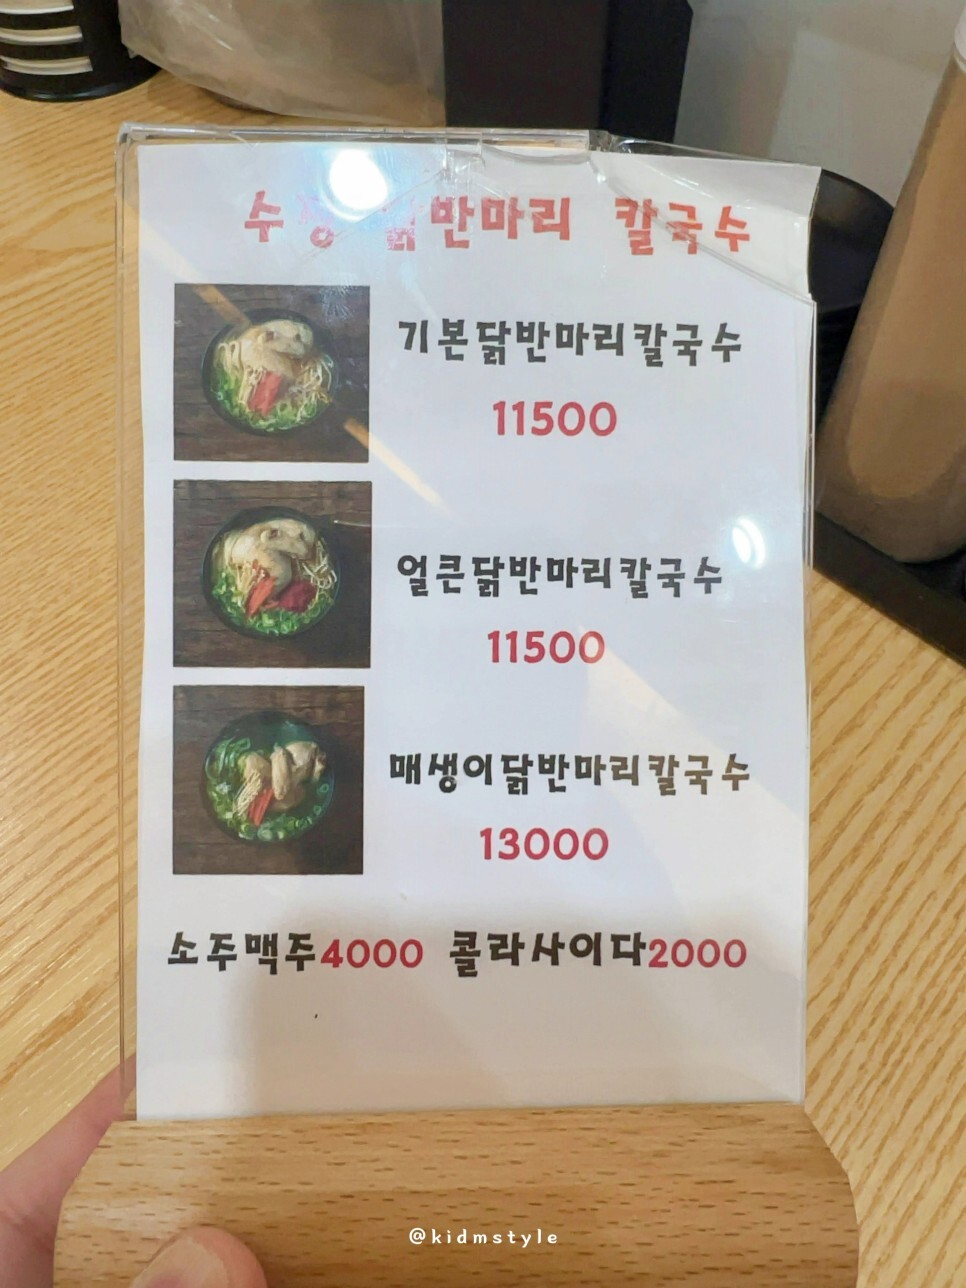 수정 닭반마리 칼국수
기본닭반마리칼국수
11500
얼큰닭반마리칼국수
11500
매생이닭반마리칼국수
13000
소주맥주4000 콜라사이다2000
@kidmstyle